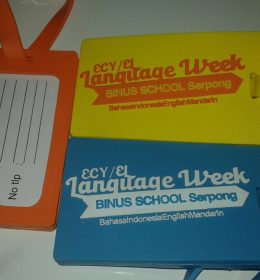 ECY/EL
Language Week
BINUS SCHOOL Serpong
BahasaIndonesiaEnglishMandarin
ECY/EL
Language Week
BINUS SCHOOL Serpong
BahasaIndonesiaEnglishMandarin
No tlp